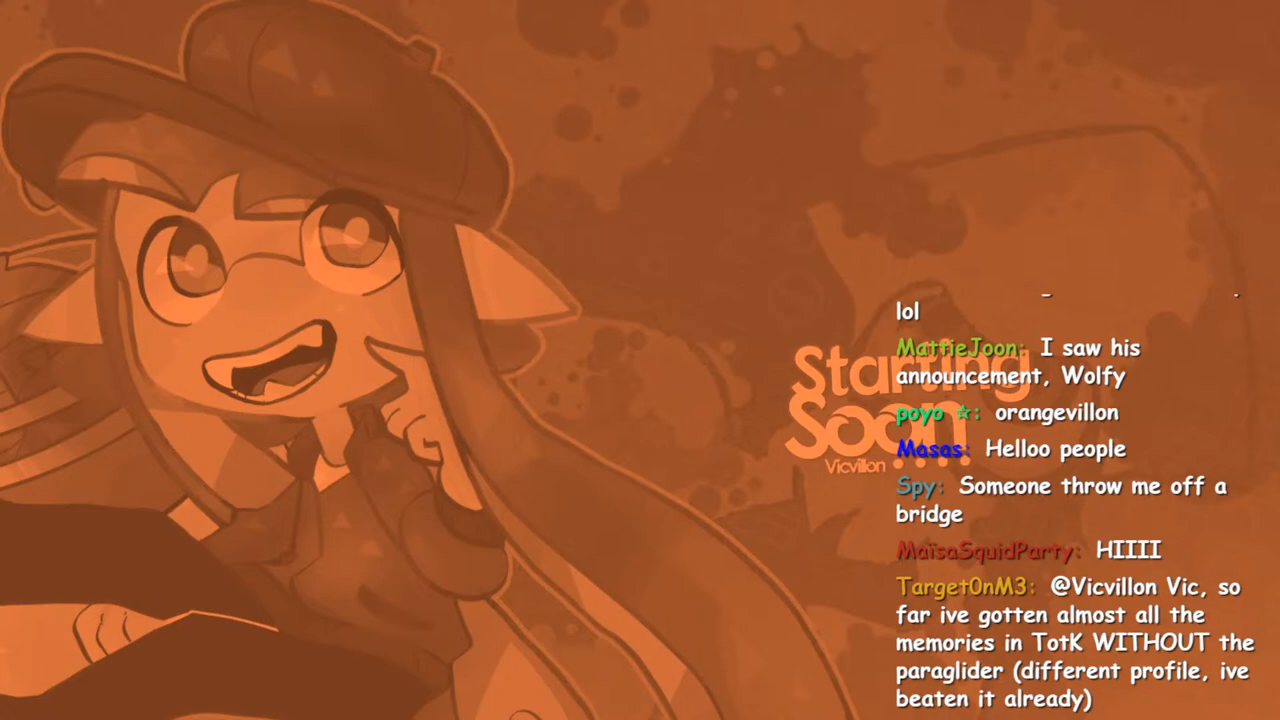 Starting
Soon....
Vicvillon
lol
MattieJoon: I saw his
announcement, Wolfy
poyo ☆: orangevillon
Masas: Helloo people
Spy: Someone throw me off a
bridge
MaïsaSquidParty: HIIII
Target0nM3: @Vicvillon Vic, so
far ive gotten almost all the
memories in TotK WITHOUT the
paraglider (different profile, ive
beaten it already)